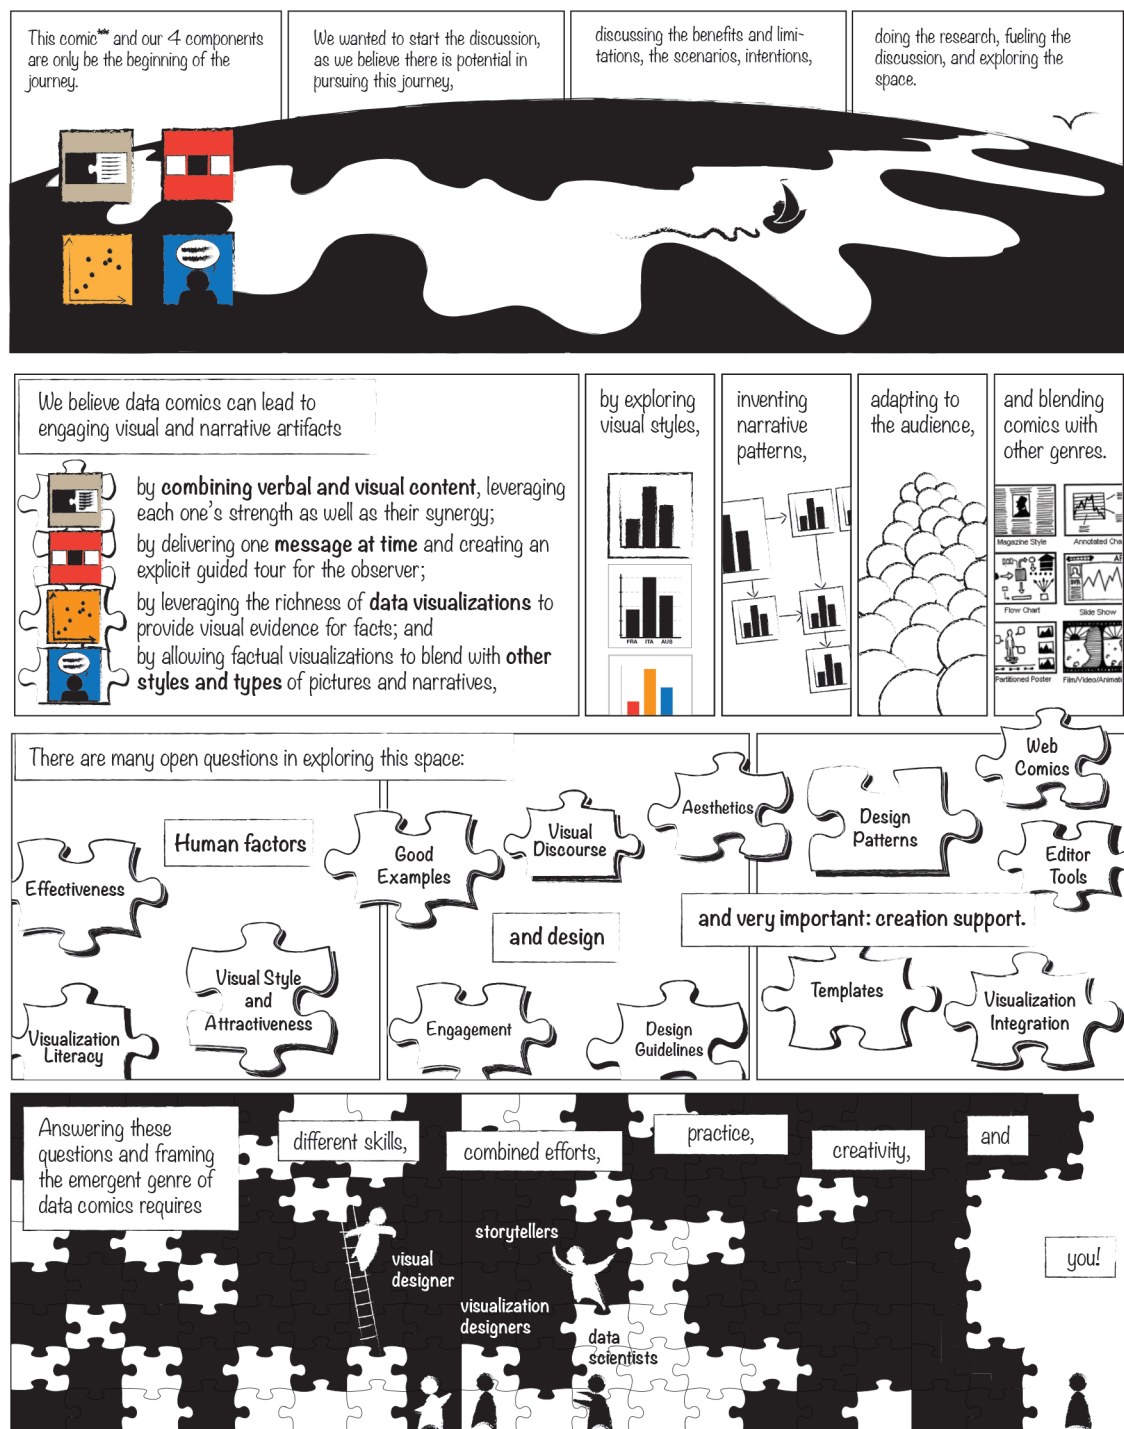 This comic** and our 4 components
are only be the beginning of the
journey.
We wanted to start the discussion,
as we believe there is potential in
pursuing this journey,
discussing the benefits and limi-
tations, the scenarios, intentions,
doing the research, fueling the
discussion, and exploring the
space.
We believe data comics can lead to
engaging visual and narrative artifacts
by combining verbal and visual content, leveraging
each one's strength as well as their synergy;
by delivering one message at time and creating an
explicit guided tour for the observer;
by leveraging the richness of data visualizations to
provide visual evidence for facts; and
by allowing factual visualizations to blend with other
styles and types of pictures and narratives,
by exploring
visual styles,
FRA ITA AUS
inventing
narrative
patterns,
adapting to
the audience,
and blending
comics with
other genres.
Magazine Style
Annotated Cha
Flow Chart
Slide Show
Partitioned Poster
Film/Video/Animati
There are many open questions in exploring this space:
Effectiveness
Human factors
Visual Style
and
Attractiveness
Visualization
Literacy
Good
Examples
Visual
Discourse
Aesthetics
and design
Engagement
Design
Guidelines
Design
Patterns
Web
Comics
Editor
Tools
and very important: creation support.
Templates
Visualization
Integration
Answering these
questions and framing
the emergent genre of
data comics requires
different skills,
combined efforts,
practice,
creativity,
and
you!
visual
designer
storytellers
visualization
designers
data
scientists